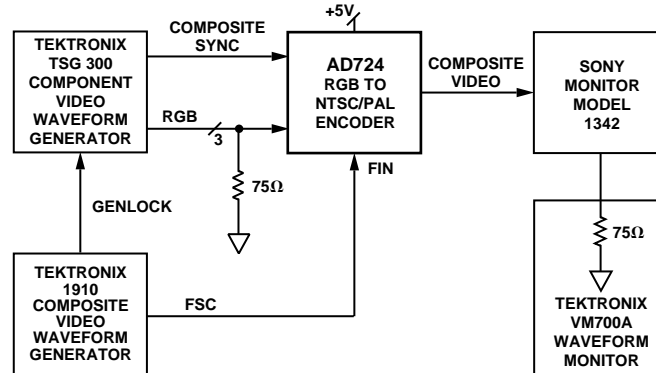 +5V
TEKTRONIX
TSG 300
COMPONENT
VIDEO
WAVEFORM
GENERATOR
COMPOSITE
SYNC
RGB
3
75Ω
AD724
RGB TO
NTSC/PAL
ENCODER
COMPOSITE
VIDEO
SONY
MONITOR
MODEL
1342
FIN
GENLOCK
75Ω
TEKTRONIX
1910
COMPOSITE
VIDEO
WAVEFORM
GENERATOR
FSC
TEKTRONIX
VM700A
WAVEFORM
MONITOR